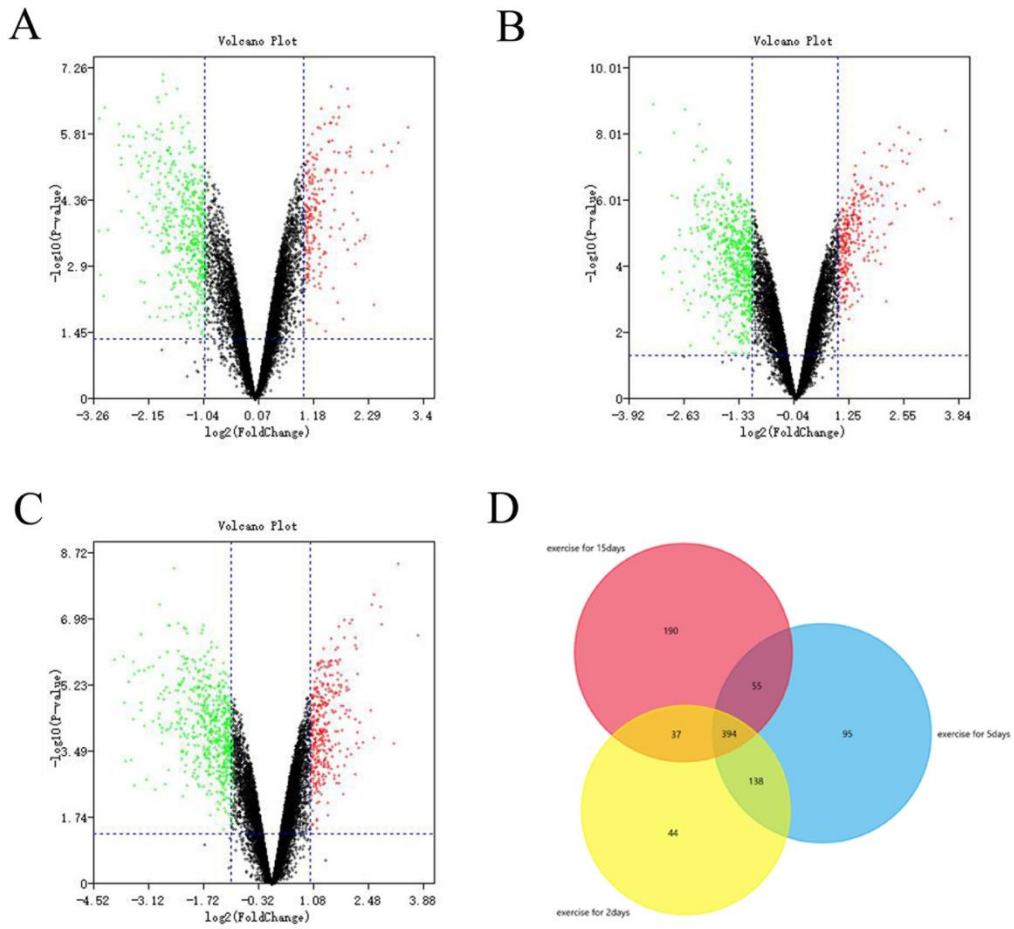 A
Volcano Plot
7.26
5.81
4.36
2.9
1.45
0
-log10(P-value)
-3.26 -2.15 -1.04 0.07 1.18 2.29 3.4
log2(FoldChange)
B
Volcano Plot
10.01
8.01
6.01
4
2
0
-log10(P-value)
-3.92 -2.63 -1.33 -0.04 1.25 2.55 3.84
log2(FoldChange)
C
Volcano Plot
8.72
6.98
5.23
3.49
1.74
0
-log10(P-value)
-4.52 -3.12 -1.72 -0.32 1.08 2.48 3.88
log2(FoldChange)
D
exercise for 15days
190
55
37
394
95
exercise for 5days
138
44
exercise for 2days